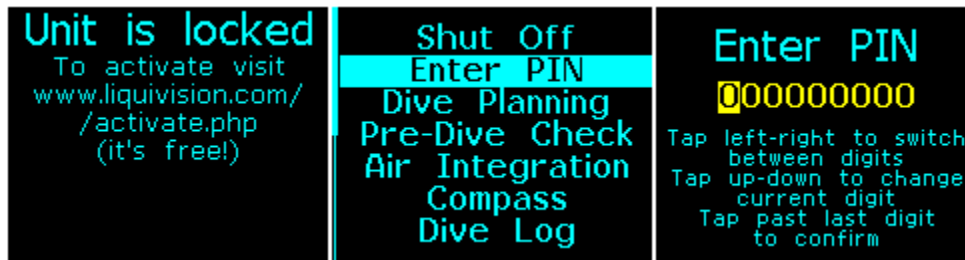 Unit is locked
To activate visit
www.liquivision.com/
/activate.php
(it's free!)
Shut Off
Enter PIN
Dive Planning
Pre-Dive Check
Air Integration
Compass
Dive Log
Enter PIN
000000000
Tap left-right to switch
between digits
Tap up-down to change
current digit
Tap past last digit
to confirm